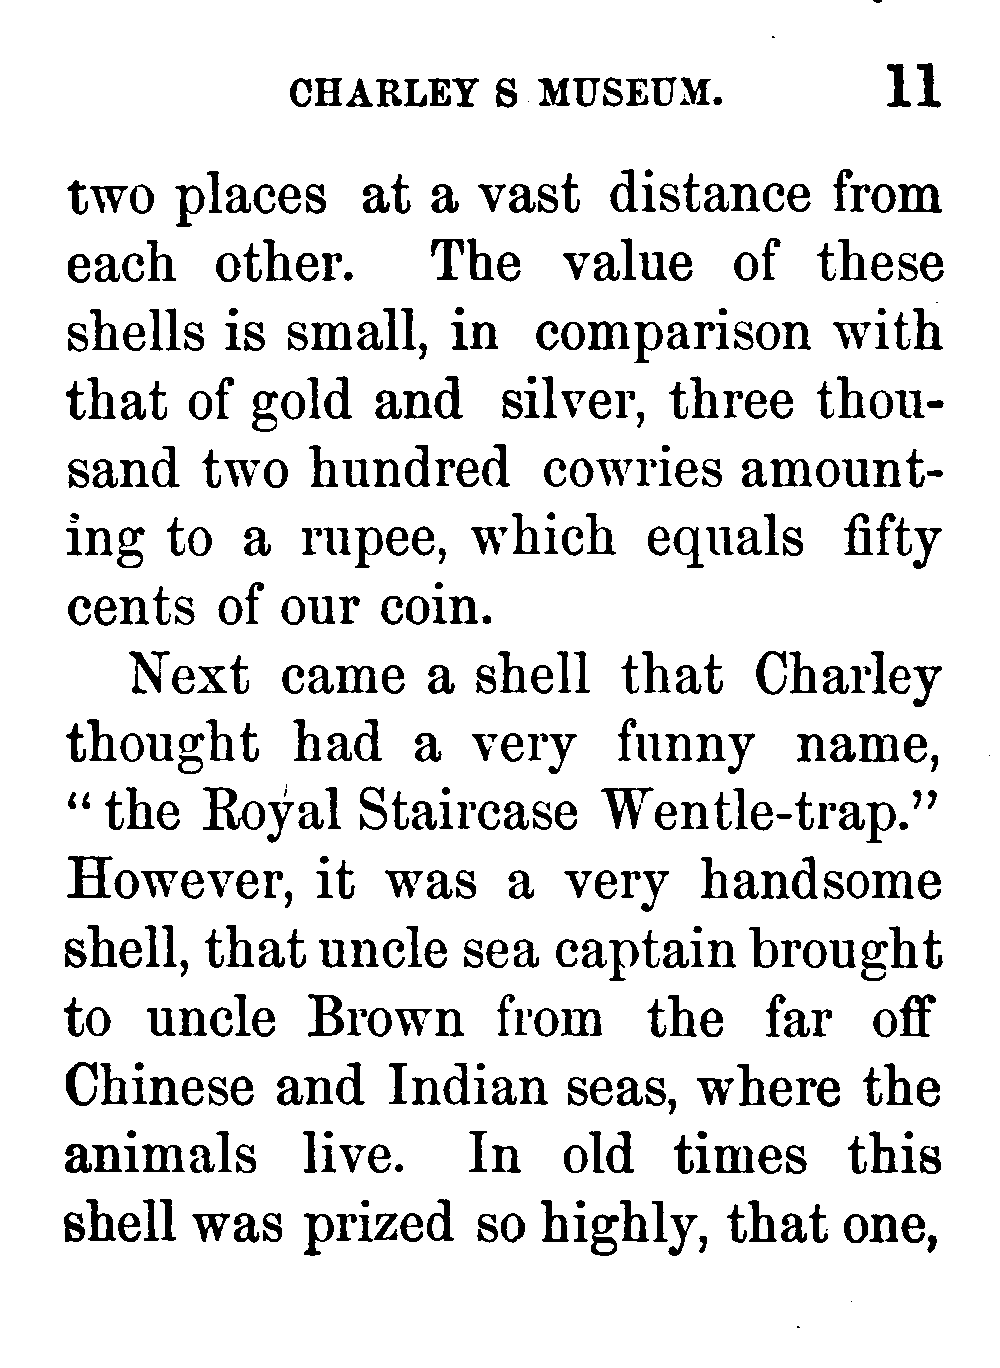 CHARLEY S MUSEUM. 11
two places at a vast distance from
each other. The value of these
shells is small, in comparison with
that of gold and silver, three thou-
sand two hundred cowries amount-
ing to a rupee, which equals fifty
cents of our coin.
Next came a shell that Charley
thought had a very funny name,
“the Royal Staircase Wentle-trap.”
However, it was a very handsome
shell, that uncle sea captain brought
to uncle Brown from the far off
Chinese and Indian seas, where the
animals live. In old times this
shell was prized so highly, that one,